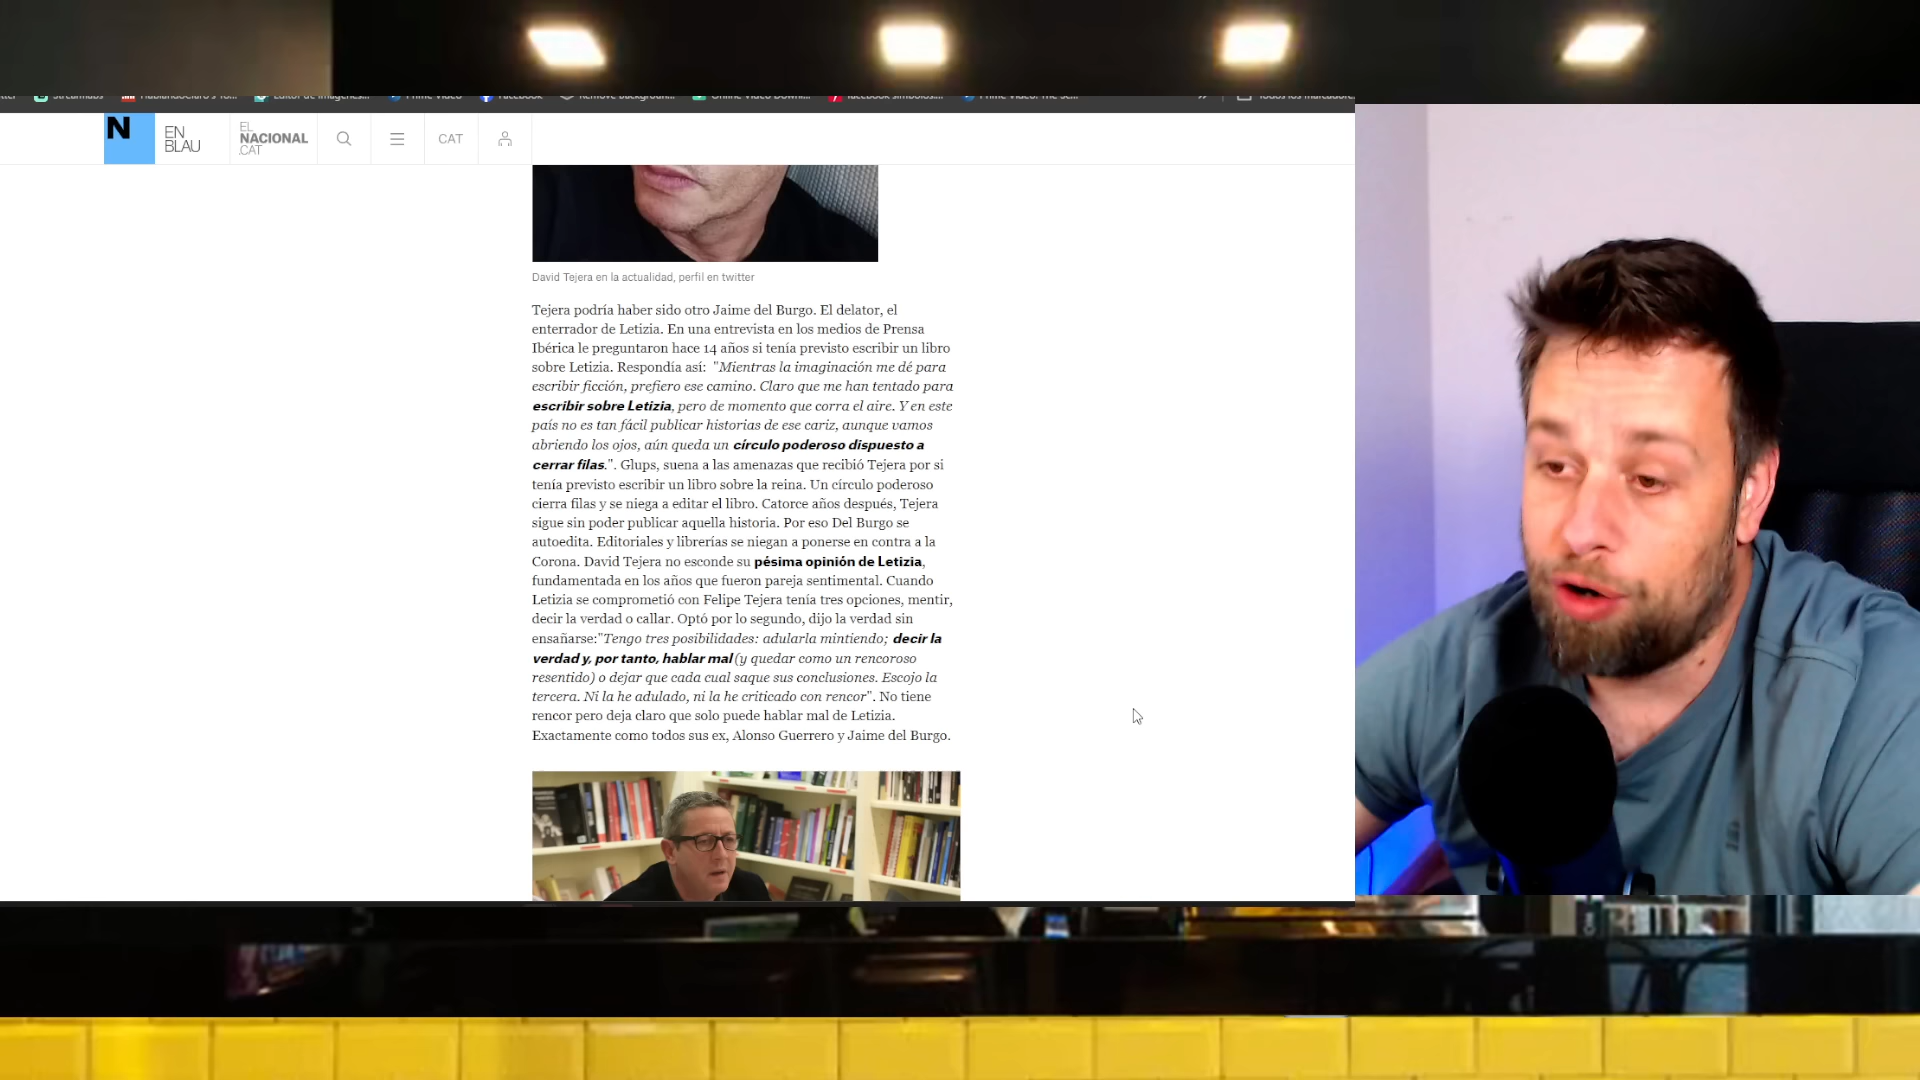 Facebook
Prime Video
N
EN
BLAU
EL
NACIONAL
.CAT
CAT
David Tejera en la actualidad, perfil en twitter
Tejera podría haber sido otro Jaime del Burgo. El delator, el
enterrador de Letizia. En una entrevista en los medios de Prensa
Ibérica le preguntaron hace 14 años si tenía previsto escribir un libro
sobre Letizia. Respondía así: "Mientras la imaginación me dé para
escribir ficción, prefiero ese camino. Claro que me han tentado para
escribir sobre Letizia, pero de momento que corra el aire. Y en este
país no es tan fácil publicar historias de ese cariz, aunque vamos
abriendo los ojos, aún queda un círculo poderoso dispuesto a
cerrar filas.". Glups, suena a las amenazas que recibió Tejera por si
tenía previsto escribir un libro sobre la reina. Un círculo poderoso
cierra filas y se niega a editar el libro. Catorce años después, Tejera
sigue sin poder publicar aquella historia. Por eso Del Burgo se
autoedita. Editoriales y librerías se niegan a ponerse en contra a la
Corona. David Tejera no esconde su pésima opinión de Letizia,
fundamentada en los años que fueron pareja sentimental. Cuando
Letizia se comprometió con Felipe Tejera tenía tres opciones, mentir,
decir la verdad o callar. Optó por lo segundo, dijo la verdad sin
ensañarse:"Tengo tres posibilidades: adularla mintiendo; decir la
verdad y, por tanto, hablar mal (y quedar como un rencoroso
resentido) o dejar que cada cual saque sus conclusiones. Escojo la
tercera. Ni la he adulado, ni la he criticado con rencor". No tiene
rencor pero deja claro que solo puede hablar mal de Letizia.
Exactamente como todos sus ex, Alonso Guerrero y Jaime del Burgo.